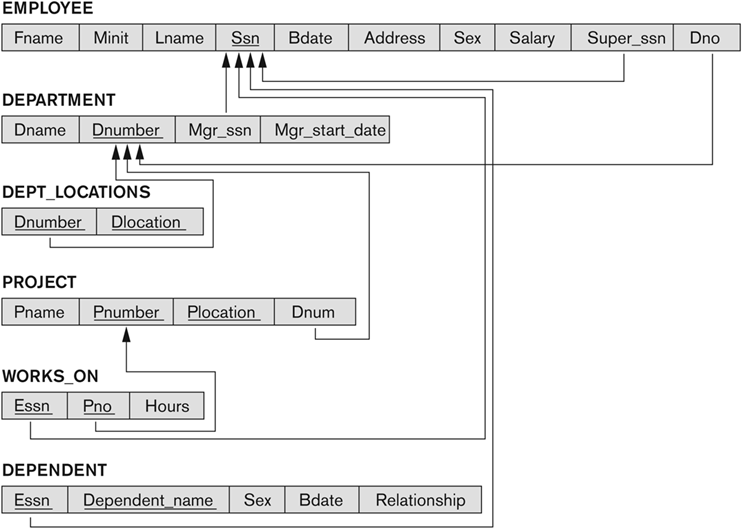 EMPLOYEE
Fname Minit Lname Ssn Bdate Address Sex Salary Super_ssn Dno
DEPARTMENT
Dname Dnumber Mgr_ssn Mgr_start_date
DEPT_LOCATIONS
Dnumber Dlocation
PROJECT
Pname Pnumber Plocation Dnum
WORKS_ON
Essn Pno Hours
DEPENDENT
Essn Dependent_name Sex Bdate Relationship